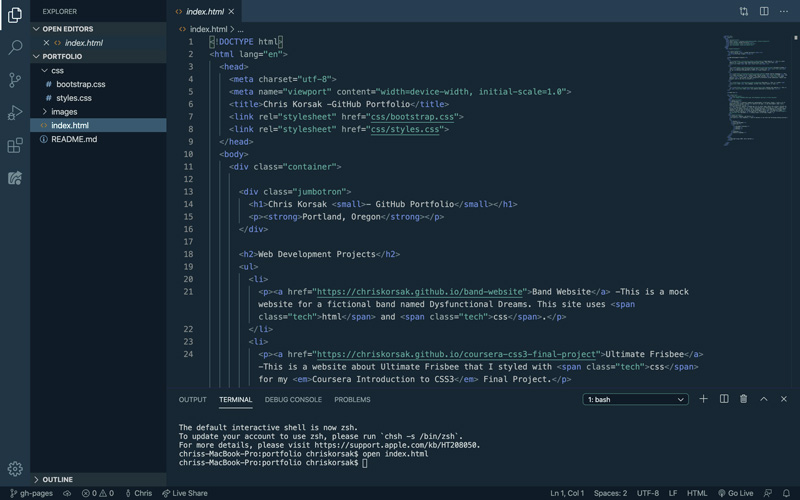 EXPLORER
OPEN EDITORS
index.html
PORTFOLIO
css
bootstrap.css
styles.css
images
index.html
README.md
OUTLINE
index.html
index.html > ...
1 <!DOCTYPE html>
2 <html lang="en">
3 <head>
4 <meta charset="utf-8">
5 <meta name="viewport" content="width=device-width, initial-scale=1.0">
6 <title>Chris Korsak -GitHub Portfolio</title>
7 <link rel="stylesheet" href="css/bootstrap.css">
8 <link rel="stylesheet" href="css/styles.css">
9 </head>
10 <body>
11 <div class="container">
12
13 <div class="jumbotron">
14 <h1>Chris Korsak <small>- GitHub Portfolio</small></h1>
15 <p><strong>Portland, Oregon</strong></p>
16 </div>
17
18 <h2>Web Development Projects</h2>
19 <ul>
20 <li>
21 <p><a href="https://chriskorsak.github.io/band-website">Band Website</a> -This is a mock
website for a fictional band named Dysfunctional Dreams. This site uses <span
class="tech">html</span> and <span class="tech">css</span>.</p>
22 </li>
23 <li>
24 <p><a href="https://chriskorsak.github.io/coursera-css3-final-project">Ultimate Frisbee</a>
-This is a website about Ultimate Frisbee that I styled with <span class="tech">css</span>
for my <em>Coursera Introduction to CSS3</em> Final Project.</p>
OUTPUT TERMINAL DEBUG CONSOLE PROBLEMS 1: bash
The default interactive shell is now zsh.
To update your account to use zsh, please run `chsh -s /bin/zsh`.
For more details, please visit https://support.apple.com/kb/HT208050.
chriss-MacBook-Pro:portfolio chriskorsak$ open index.html
chriss-MacBook-Pro:portfolio chriskorsak$
gh-pages 0 0 Chris Live Share Ln 1, Col 1 Spaces: 2 UTF-8 LF HTML Go Live